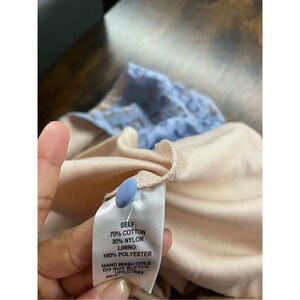 SELF:
70% COTTON
30% NYLON
LINING:
100% POLYESTER
HAND WASH COLD
DO NOT BLEACH